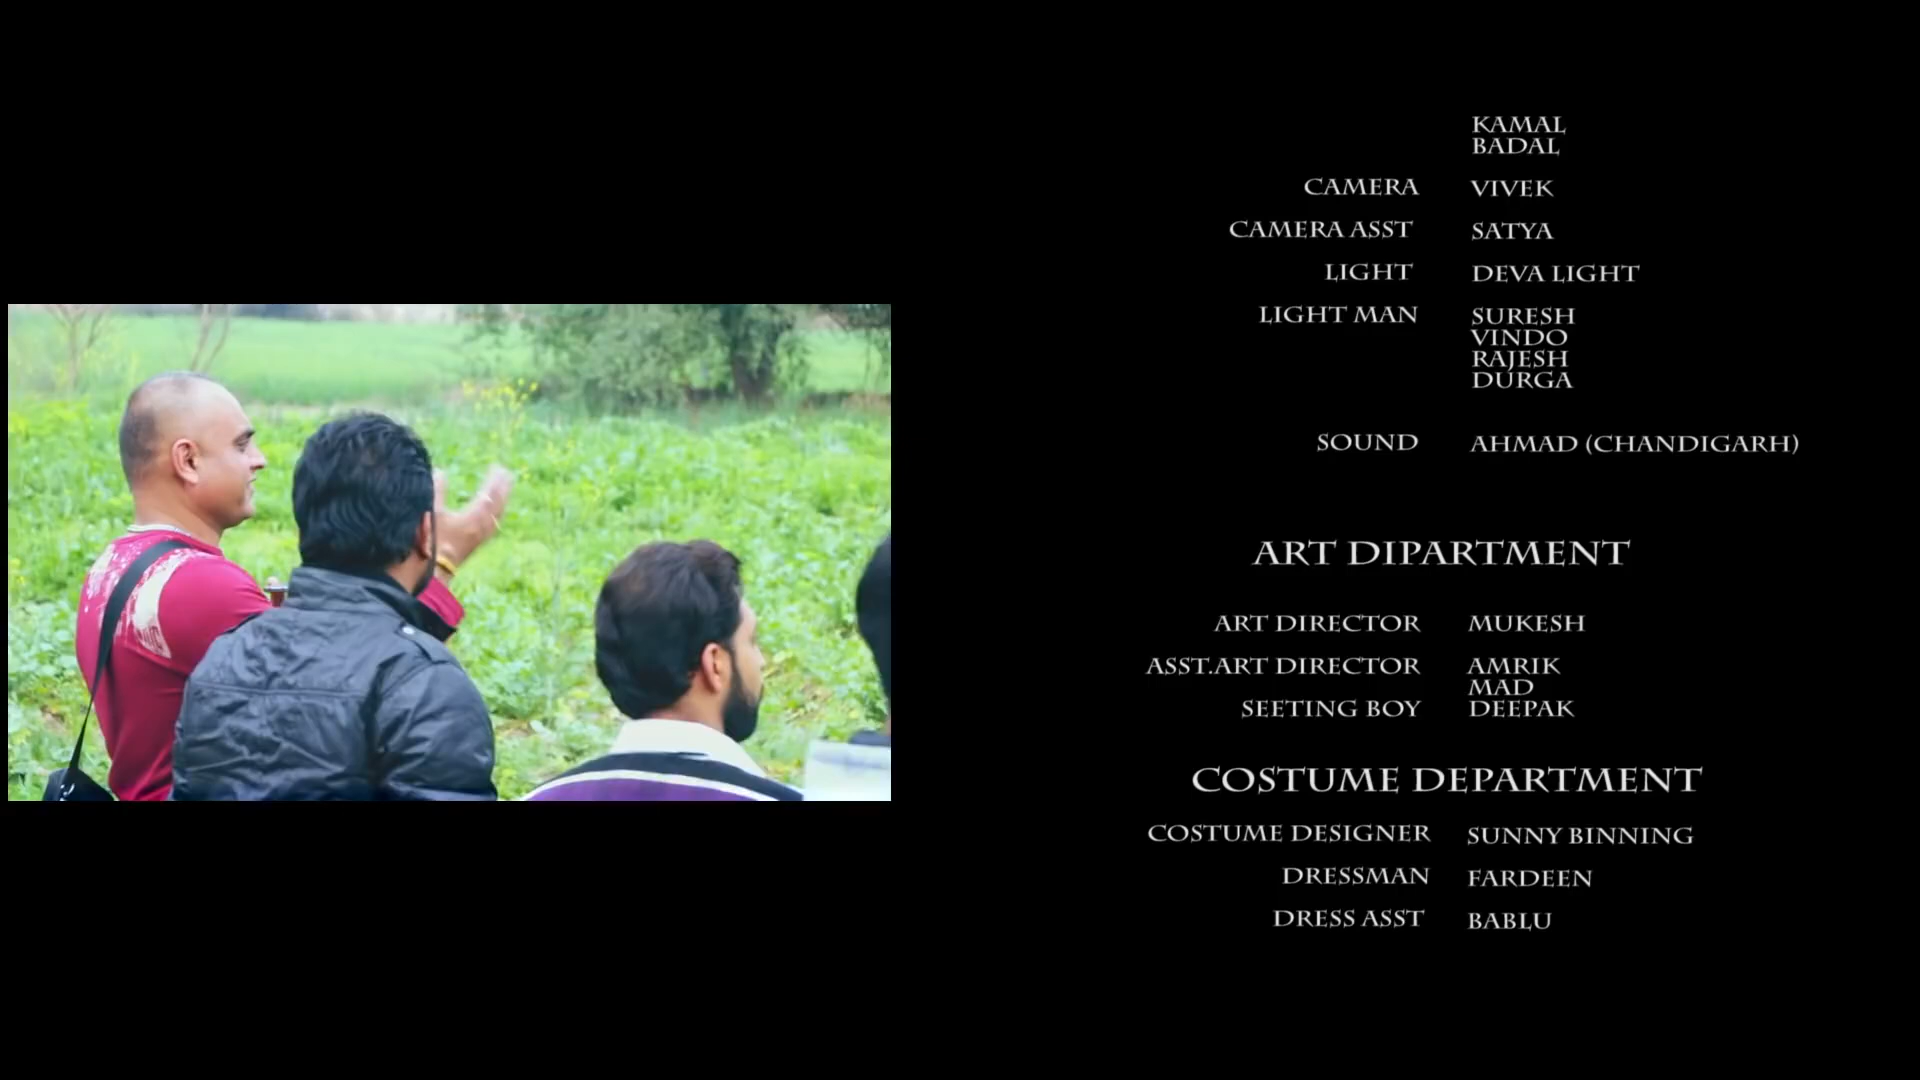 KAMAL
BADAL
CAMERA VIVEK
CAMERA ASST SATYA
LIGHT DEVA LIGHT
LIGHT MAN SURESH
VINDO
RAJESH
DURGA
SOUND AHMAD (CHANDIGARH)
ART DIPARTMENT
ART DIRECTOR MUKESH
ASST.ART DIRECTOR AMRIK
MAD
SEETING BOY DEEPAK
COSTUME DEPARTMENT
COSTUME DESIGNER SUNNY BINNING
DRESSMAN FARDEEN
DRESS ASST BABLU